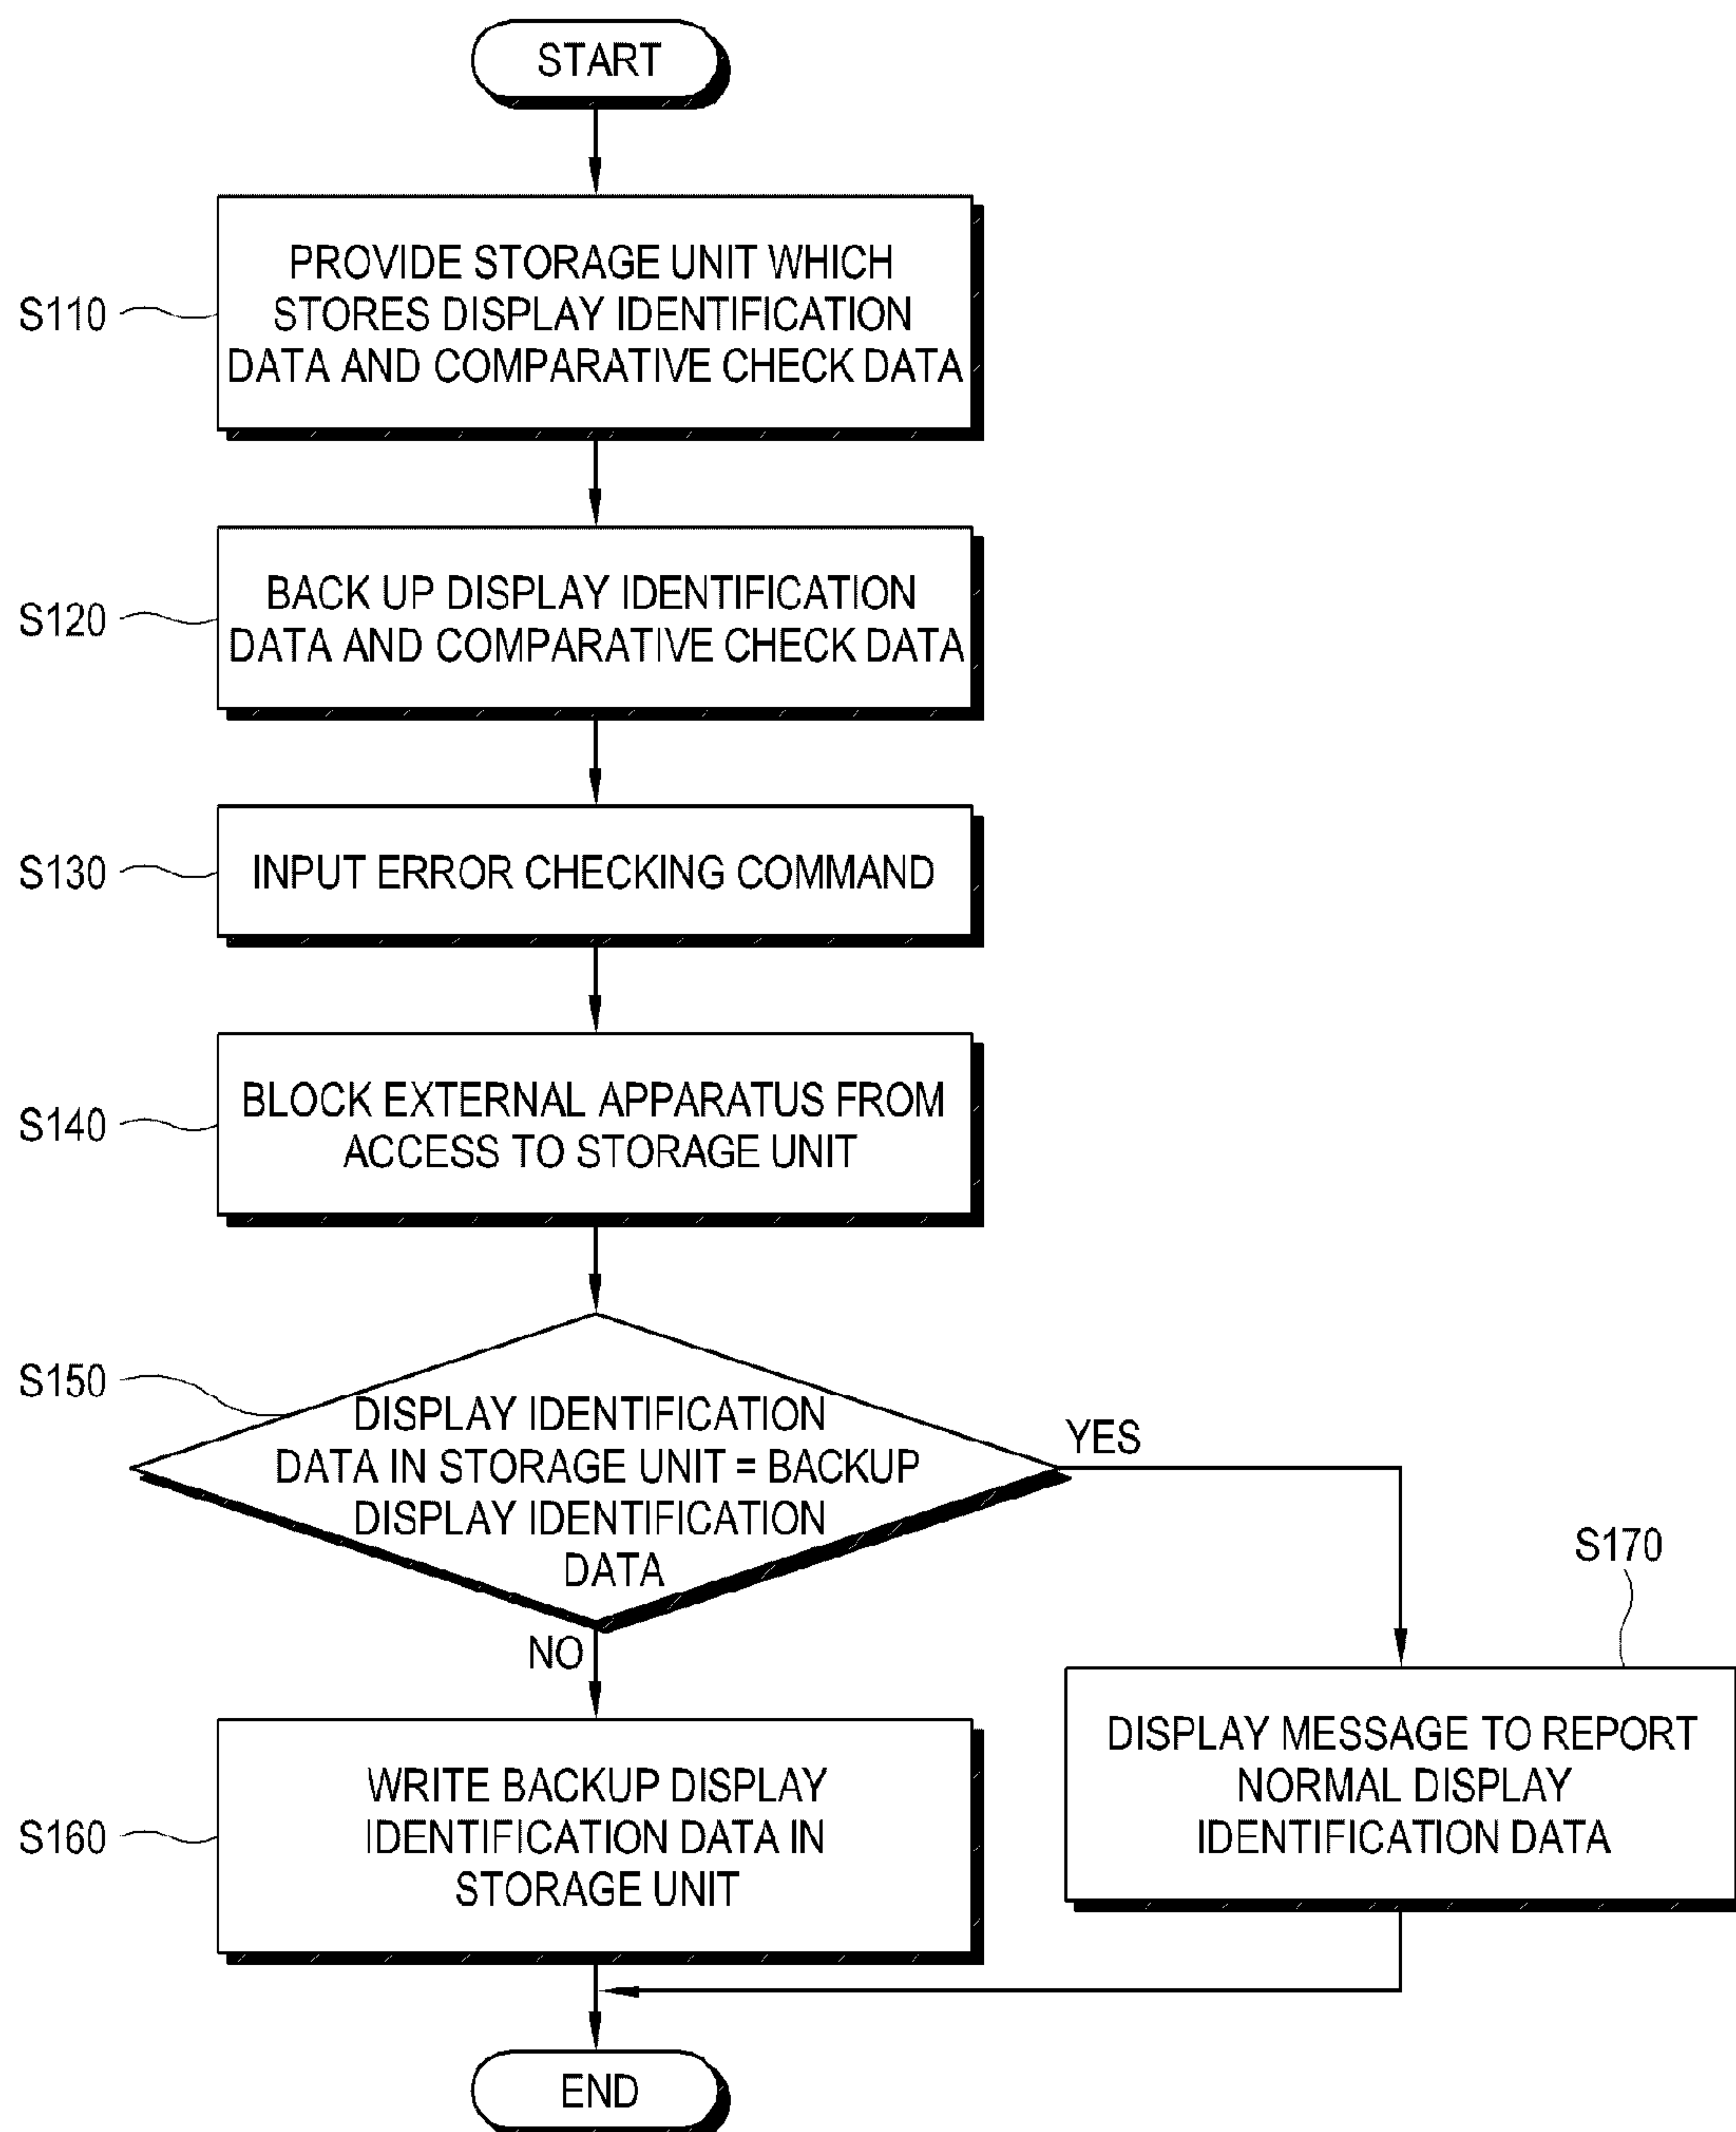 START
S110
PROVIDE STORAGE UNIT WHICH
STORES DISPLAY IDENTIFICATION
DATA AND COMPARATIVE CHECK DATA
S120
BACK UP DISPLAY IDENTIFICATION
DATA AND COMPARATIVE CHECK DATA
S130
INPUT ERROR CHECKING COMMAND
S140
BLOCK EXTERNAL APPARATUS FROM
ACCESS TO STORAGE UNIT
S150
DISPLAY IDENTIFICATION
DATA IN STORAGE UNIT = BACKUP
DISPLAY IDENTIFICATION
DATA
YES
NO
S160
WRITE BACKUP DISPLAY
IDENTIFICATION DATA IN
STORAGE UNIT
S170
DISPLAY MESSAGE TO REPORT
NORMAL DISPLAY
IDENTIFICATION DATA
END